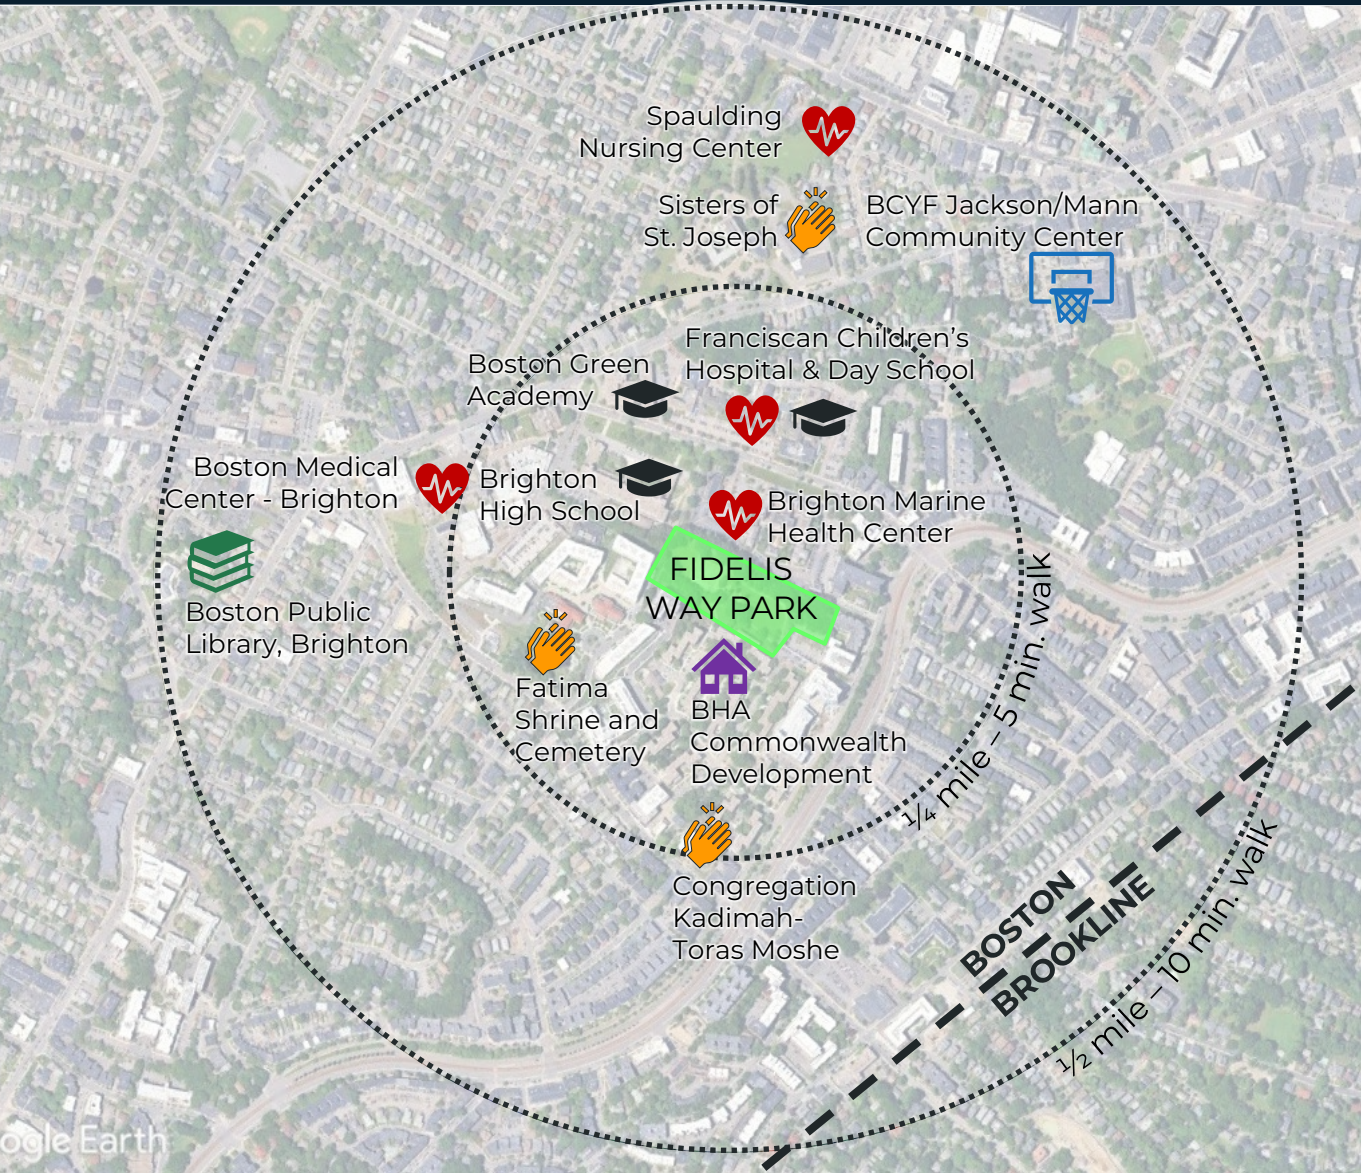 Spaulding
Nursing Center
Sisters of
St. Joseph
BCYF Jackson/Mann
Community Center
Franciscan Children's
Hospital & Day School
Boston Green
Academy
Boston Medical
Center - Brighton
Brighton
High School
Brighton Marine
Health Center
FIDELIS
WAY PARK
Boston Public
Library, Brighton
Fatima
Shrine and
Cemetery
BHA
Commonwealth
Development
¼ mile – 5 min. walk
Congregation
Kadimah-
Toras Moshe
BOSTON
BROOKLINE
½ mile – 10 min. walk
ogle Earth